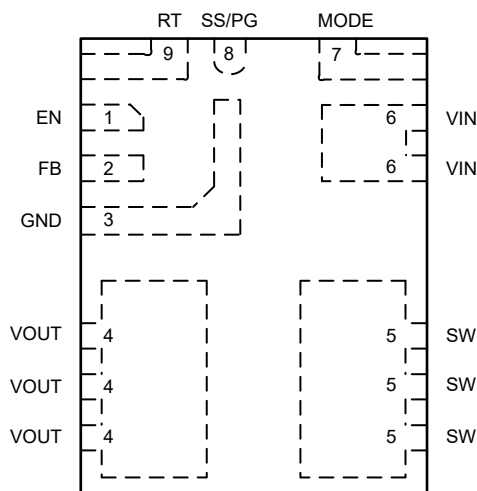 RT SS/PG MODE
9 8 7
EN 1 6 VIN
FB 2 6 VIN
GND 3
VOUT 4 5 SW
VOUT 4 5 SW
VOUT 4 5 SW